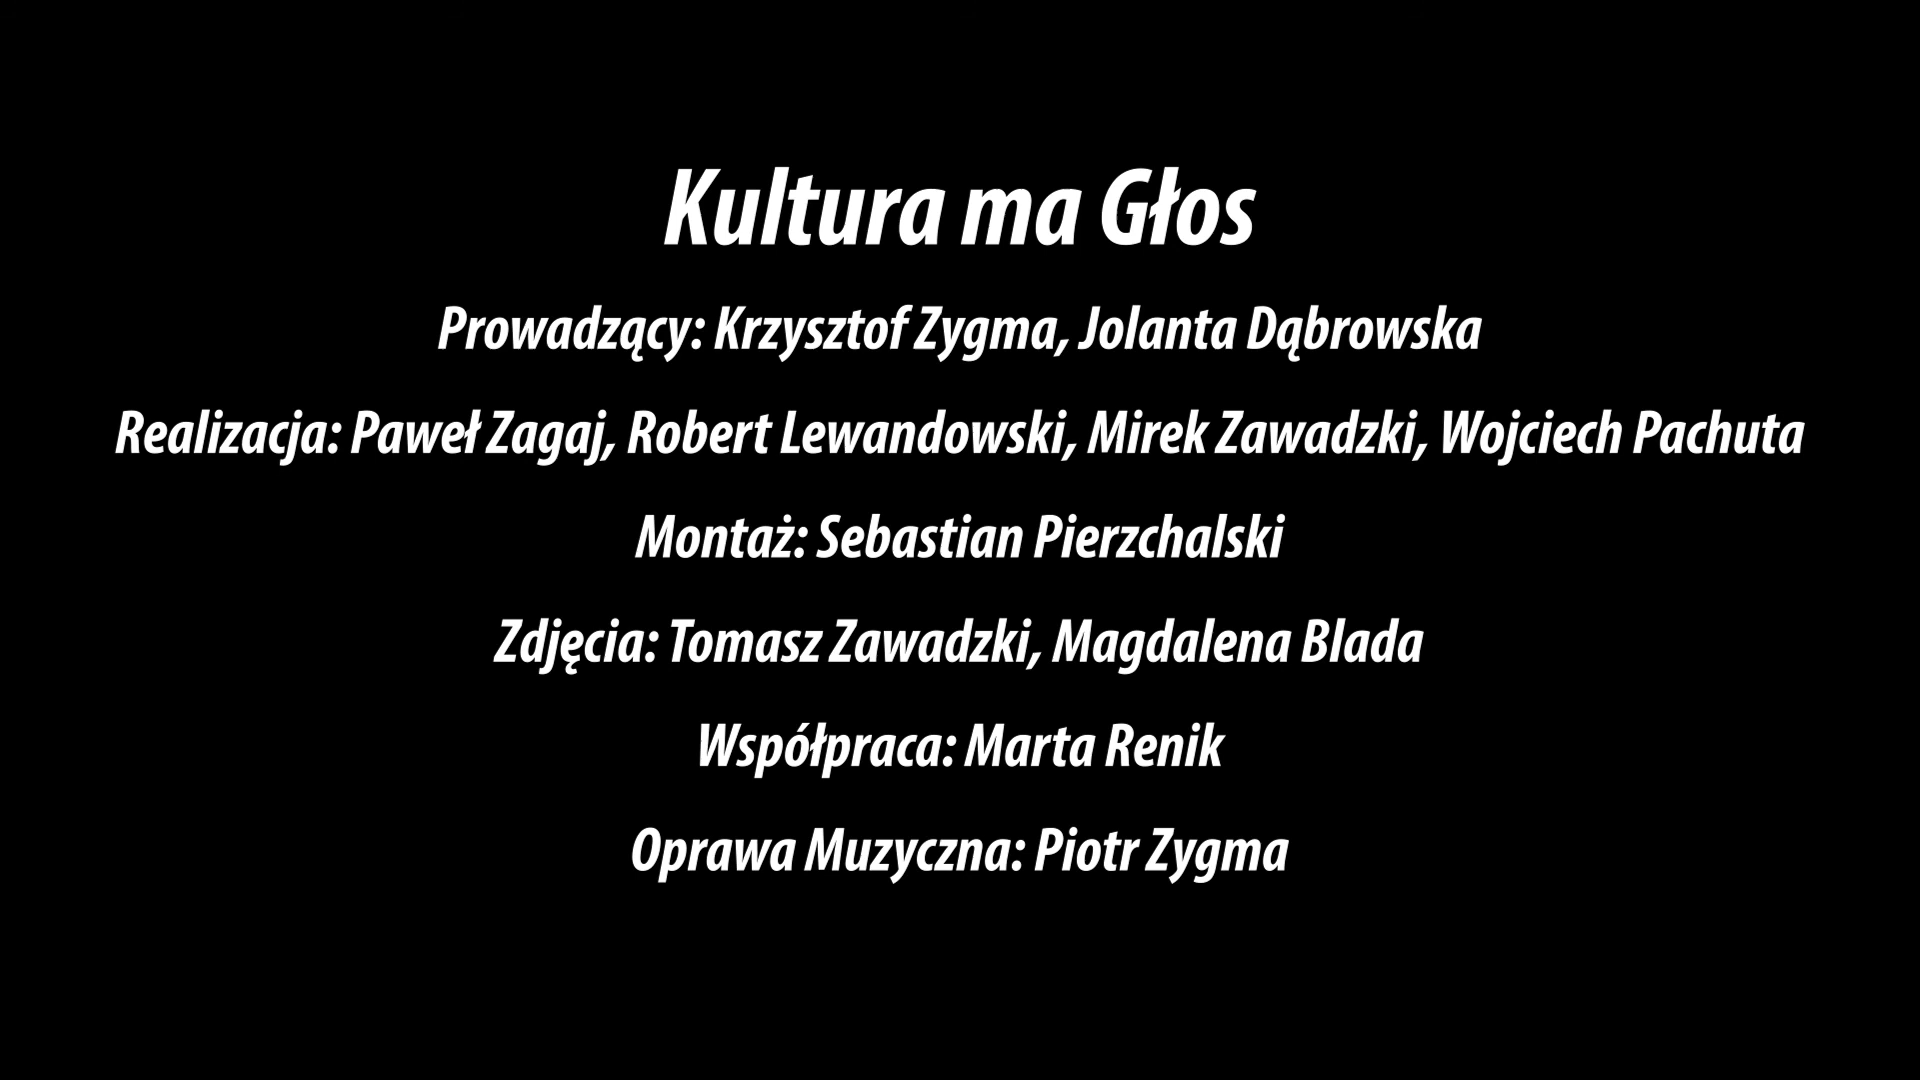 Kultura ma Głos
Prowadzący: Krzysztof Zygma, Jolanta Dąbrowska
Realizacja: Paweł Zagaj, Robert Lewandowski, Mirek Zawadzki, Wojciech Pachuta
Montaż: Sebastian Pierzchalski
Zdjęcia: Tomasz Zawadzki, Magdalena Blada
Współpraca: Marta Renik
Oprawa Muzyczna: Piotr Zygma